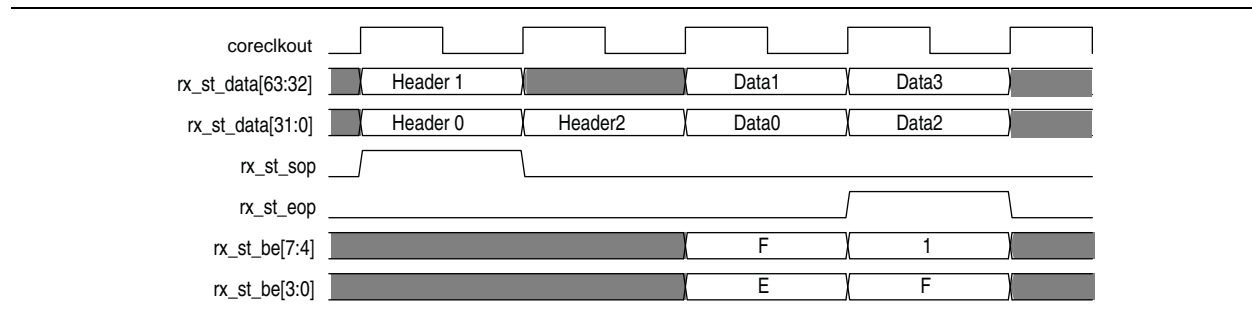 coreclkout
rx_st_data[63:32] Header 1 Data1 Data3
rx_st_data[31:0] Header 0 Header2 Data0 Data2
rx_st_sop
rx_st_eop
rx_st_be[7:4] F 1
rx_st_be[3:0] E F